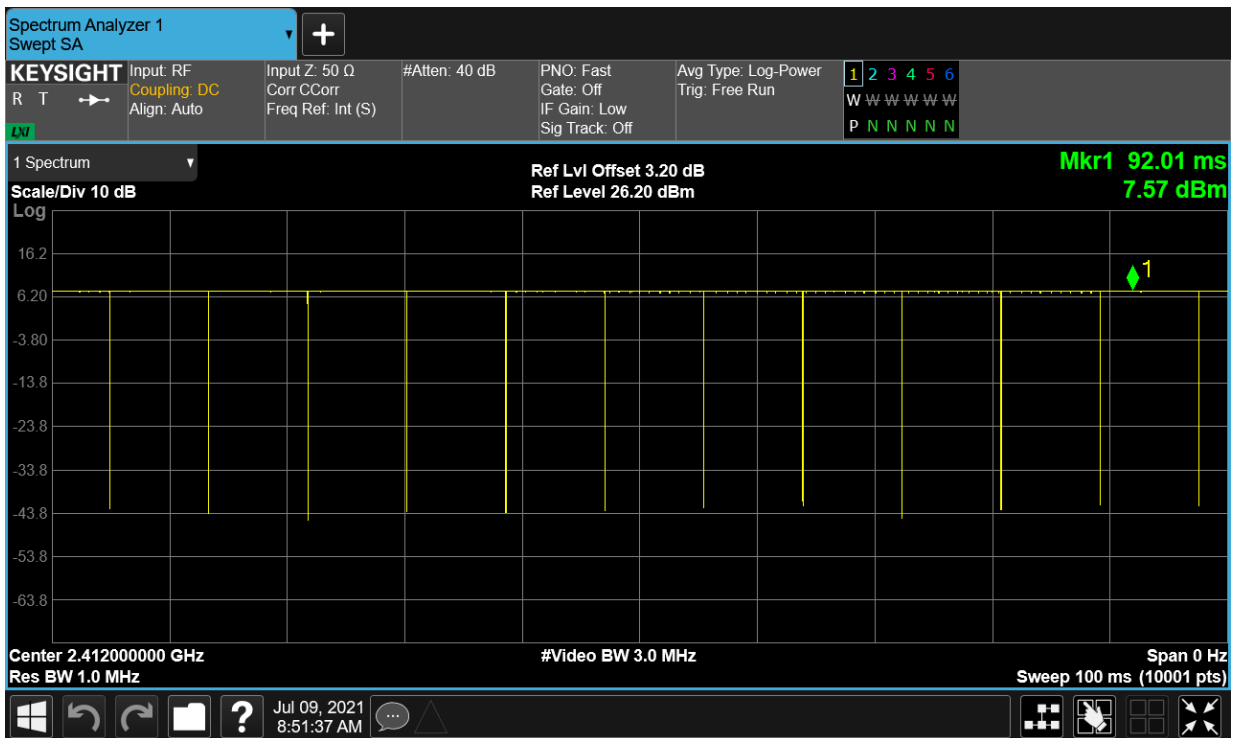 Spectrum Analyzer 1
Swept SA
+
KEYSIGHT
R T
LXI
Input: RF
Coupling: DC
Align: Auto
Input Z: 50 Ω
Corr CCorr
Freq Ref: Int (S)
#Atten: 40 dB
PNO: Fast
Gate: Off
IF Gain: Low
Sig Track: Off
Avg Type: Log-Power
Trig: Free Run
1 2 3 4 5 6
W W W W W W
P N N N N N
1 Spectrum
Scale/Div 10 dB
Log
Ref Lvl Offset 3.20 dB
Ref Level 26.20 dBm
Mkr1 92.01 ms
7.57 dBm
1
16.2
6.20
-3.80
-13.8
-23.8
-33.8
-43.8
-53.8
-63.8
Center 2.412000000 GHz
#Video BW 3.0 MHz
Span 0 Hz
Res BW 1.0 MHz
Sweep 100 ms (10001 pts)
?
Jul 09, 2021
8:51:37 AM